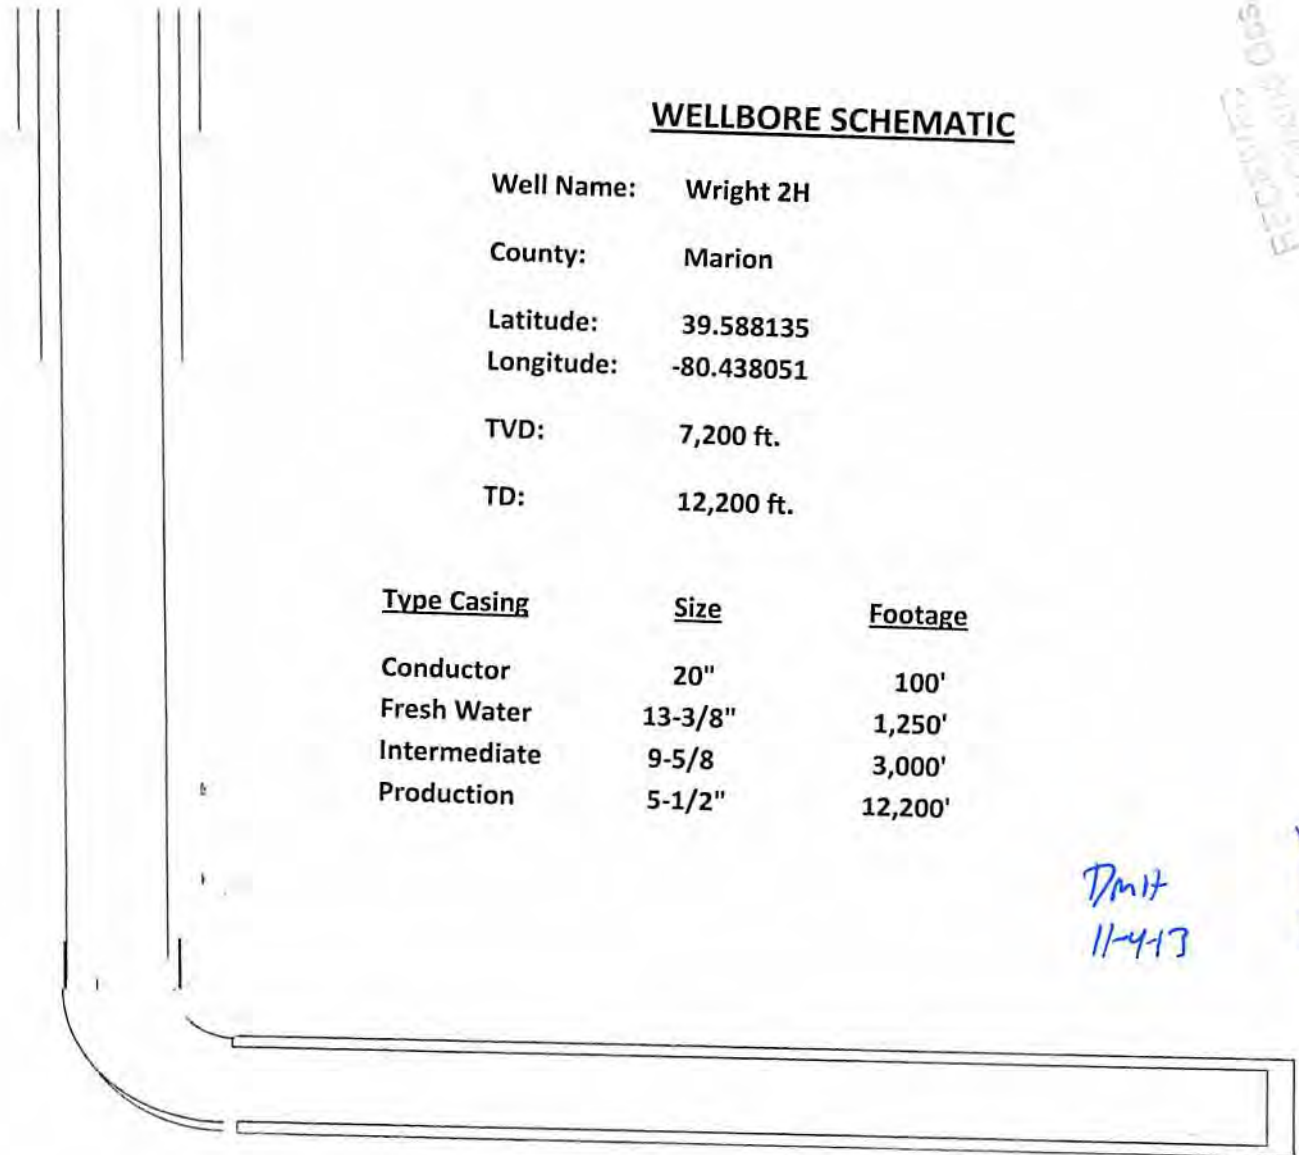 WELLBORE SCHEMATIC
Well Name: Wright 2H
County: Marion
Latitude: 39.588135
Longitude: -80.438051
TVD: 7,200 ft.
TD: 12,200 ft.
Type Casing Size Footage
Conductor 20" 100'
Fresh Water 13-3/8" 1,250'
Intermediate 9-5/8 3,000'
Production 5-1/2" 12,200'
DMH
11-4-13